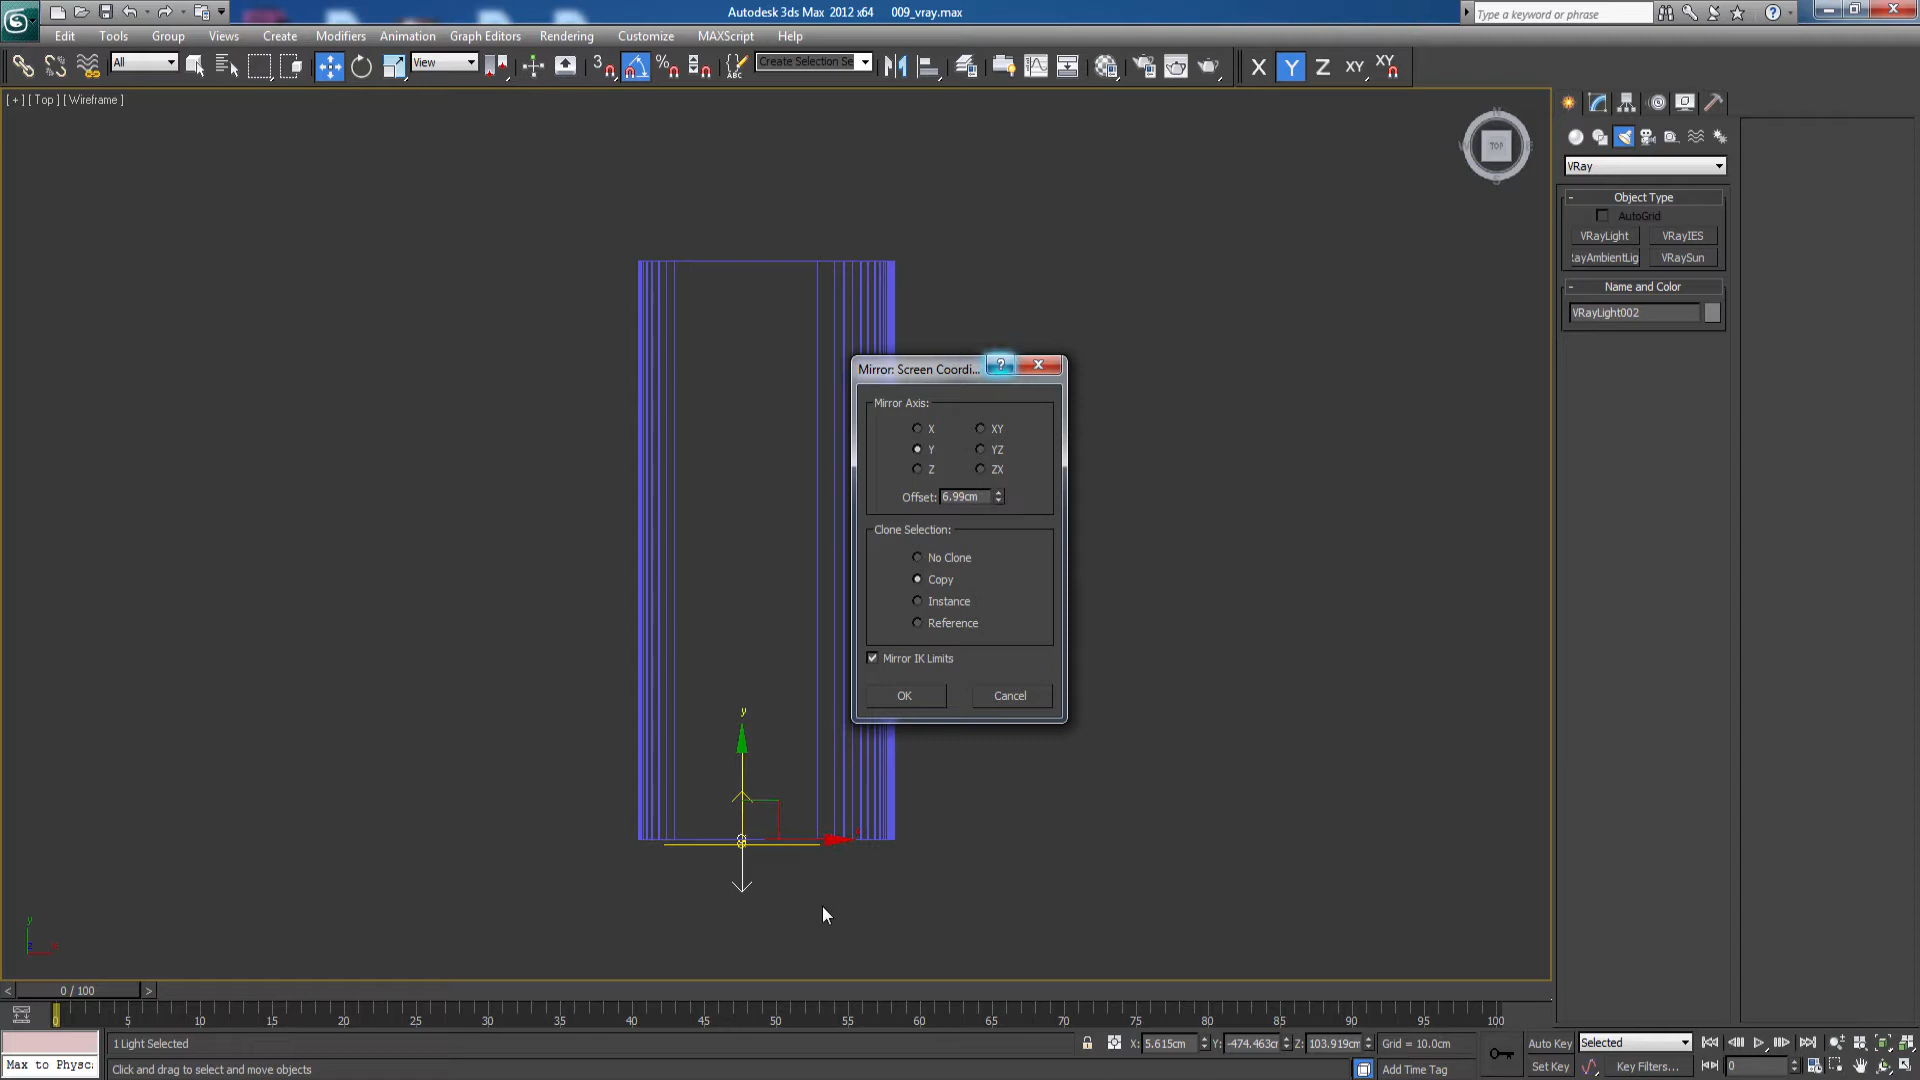 Autodesk 3ds Max 2012 x64    009_vray.max
Type a keyword or phrase
Edit Tools Group Views Create Modifiers Animation Graph Editors Rendering Customize MAXScript Help
All
View
Create Selection Se
X Y Z XY XY
[ + ] [ Top ] [ Wireframe ]
TOP
VRay
Object Type
AutoGrid
VRayLight VRayIES
RayAmbientLig VRaySun
Name and Color
VRayLight002
Mirror: Screen Coordi...
Mirror Axis:
X XY
Y YZ
Z ZX
Offset: 6.99cm
Clone Selection:
No Clone
Copy
Instance
Reference
Mirror IK Limits
OK Cancel
y
y
z
0 / 100
0 5 10 15 20 25 30 35 40 45 50 55 60 65 70 75 80 85 90 95 100
1 Light Selected
X: 5.615cm Y: -474.463cr Z: 103.919cm Grid = 10.0cm
Auto Key Selected
Max to Physc:
Click and drag to select and move objects
Add Time Tag
Set Key Key Filters... 0